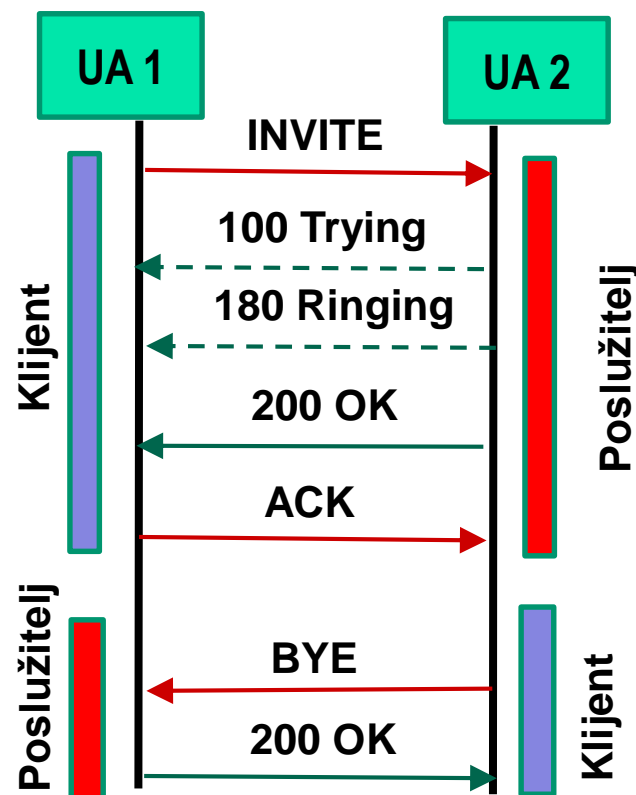 UA 1
UA 2
INVITE
100 Trying
180 Ringing
200 OK
ACK
Klijent
Poslužitelj
BYE
200 OK
Poslužitelj
Klijent